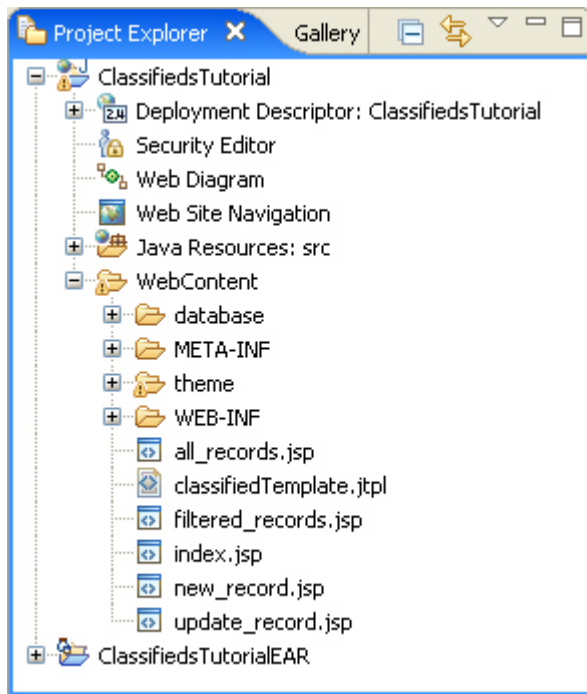 Project Explorer Gallery
ClassifiedsTutorial
2.4 Deployment Descriptor: ClassifiedsTutorial
Security Editor
Web Diagram
Web Site Navigation
Java Resources: src
WebContent
database
META-INF
theme
WEB-INF
all_records.jsp
classifiedTemplate.jtpl
filtered_records.jsp
index.jsp
new_record.jsp
update_record.jsp
ClassifiedsTutorialEAR